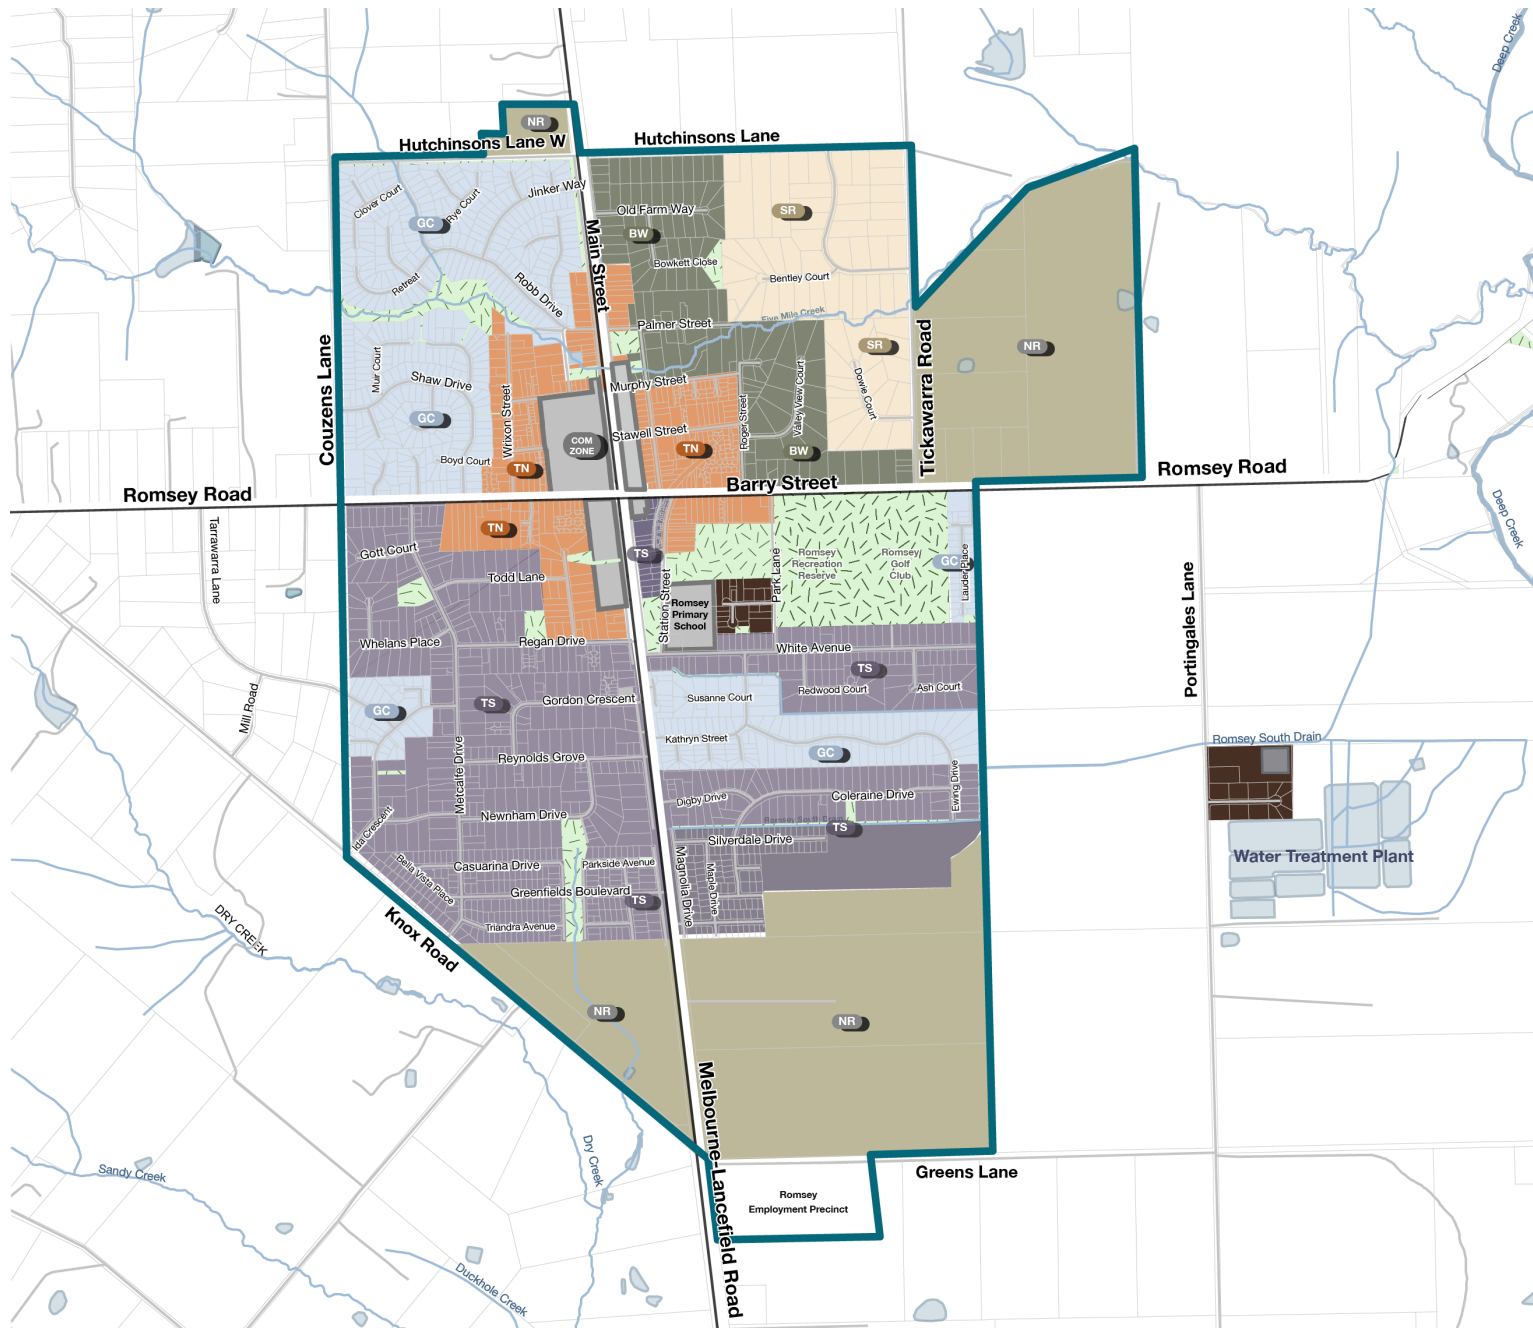 Deep Creek
NR
Hutchinsons Lane W
Hutchinsons Lane
Clover Court
Rye Court
Jinker Way
GC
Old Farm Way
SR
BW
Main Street
Bowkett Close
Retreat
Robb Drive
Bentley Court
Five Mile Creek
Palmer Street
Couzens Lane
Tickawarra Road
SR
NR
Muir Court
Shaw Drive
Murphy Street
Valley View Court
Dowie Court
Wrixon Street
Roger Street
GC
COM
ZONE
Stawell Street
TN
BW
Boyd Court
TN
Romsey Road
Barry Street
Romsey Road
Deep Creek
TN
Tarrawarra Lane
Gott Court
TS
Romsey
Recreation
Reserve
Romsey
Golf
Club
GC
Lauder Place
Park Lane
Todd Lane
Station Street
Romsey
Primary
School
Portingales Lane
Whelans Place
Regan Drive
White Avenue
TS
Redwood Court
Ash Court
Mill Road
GC
TS
Gordon Crescent
Susanne Court
Kathryn Street
GC
Romsey South Drain
Metcalfe Drive
Reynolds Grove
Ewing Drive
Digby Drive
Coleraine Drive
Newnham Drive
Romsey South Drain
TS
Ida Crescent
Silverdale Drive
Water Treatment Plant
Bella Vista Place
Casuarina Drive
Parkside Avenue
Magnolia Drive
Maple Drive
Greenfields Boulevard
TS
Triandra Avenue
DRY CREEK
Knox Road
NR
NR
Melbourne-Lancefield Road
Dry Creek
Sandy Creek
Greens Lane
Romsey
Employment Precinct
Duckhole Creek